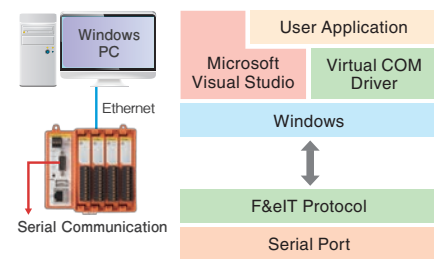 Windows
PC
Ethernet
Serial Communication
User Application
Microsoft
Visual Studio
Virtual COM
Driver
Windows
F&eIT Protocol
Serial Port